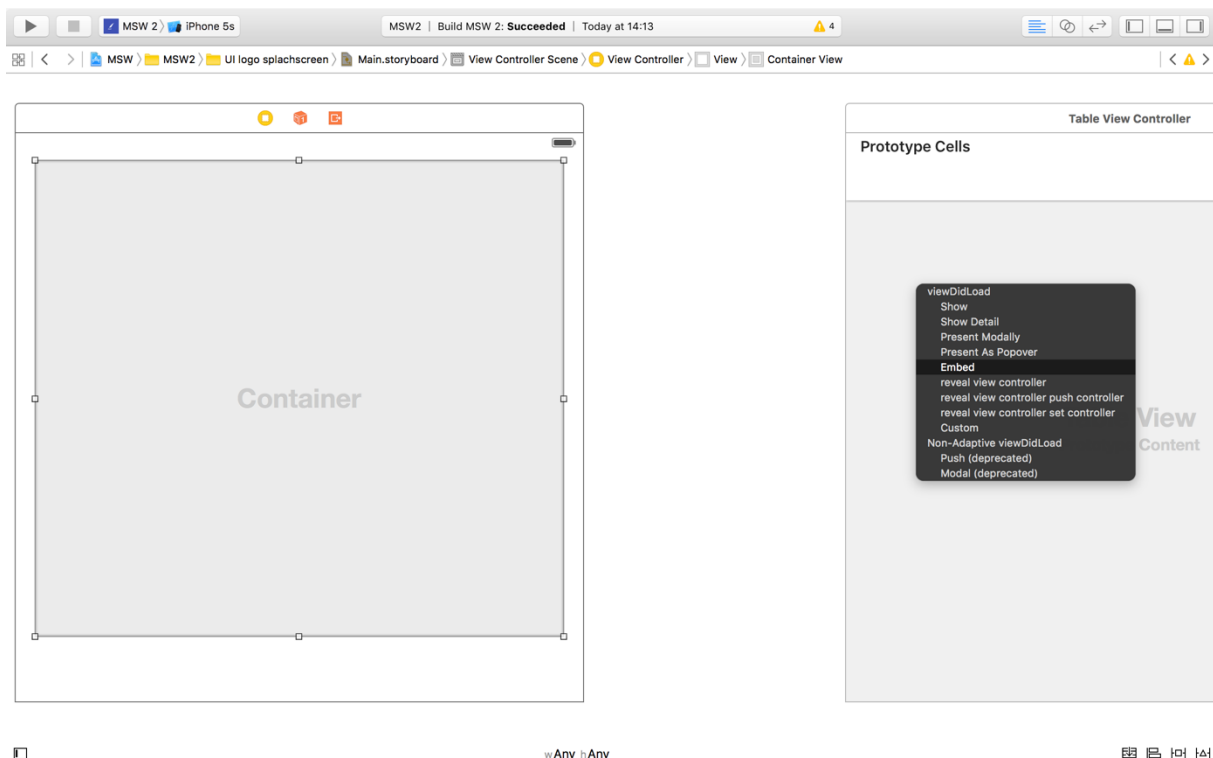 MSW 2 iPhone 5s
MSW2 | Build MSW 2: Succeeded | Today at 14:13
4
MSW MSW2 UI logo splachscreen Main.storyboard View Controller Scene View Controller View Container View
Container
Table View Controller
Prototype Cells
viewDidLoad
Show
Show Detail
Present Modally
Present As Popover
Embed
reveal view controller
reveal view controller push controller
reveal view controller set controller
Custom
Non-Adaptive viewDidLoad
Push (deprecated)
Modal (deprecated)
View
Content
wAny hAny